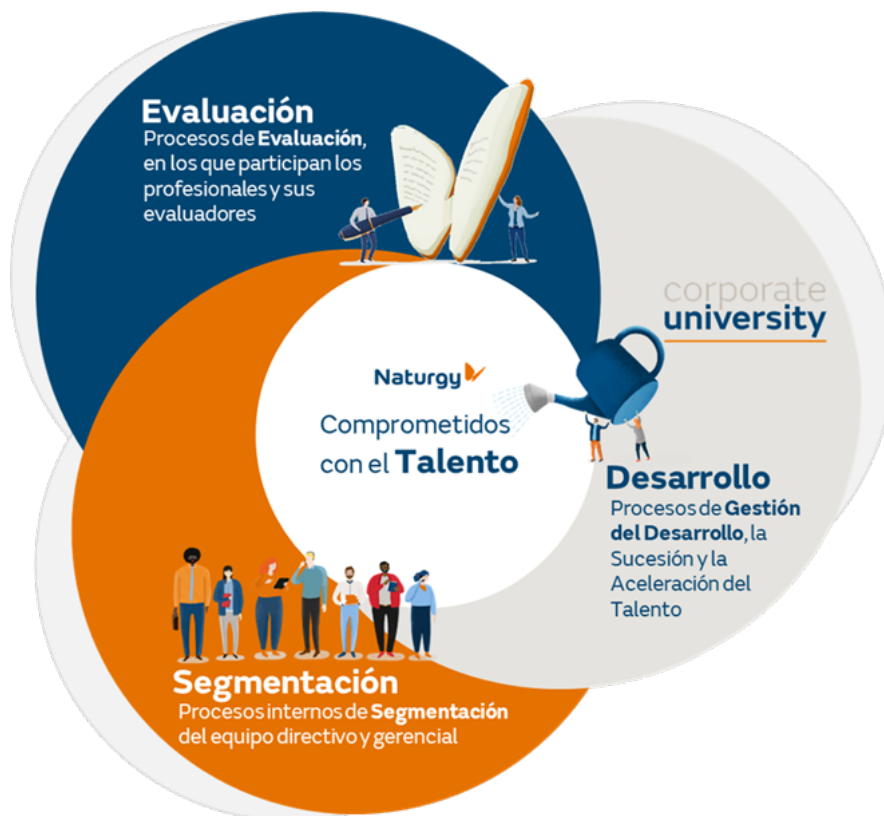 Evaluación
Procesos de Evaluación,
en los que participan los
profesionales y sus
evaluadores
corporate
university
Naturgy
Comprometidos
con el Talento
Desarrollo
Procesos de Gestión
del Desarrollo, la
Sucesión y la
Aceleración del
Talento
Segmentación
Procesos internos de Segmentación
del equipo directivo y gerencial